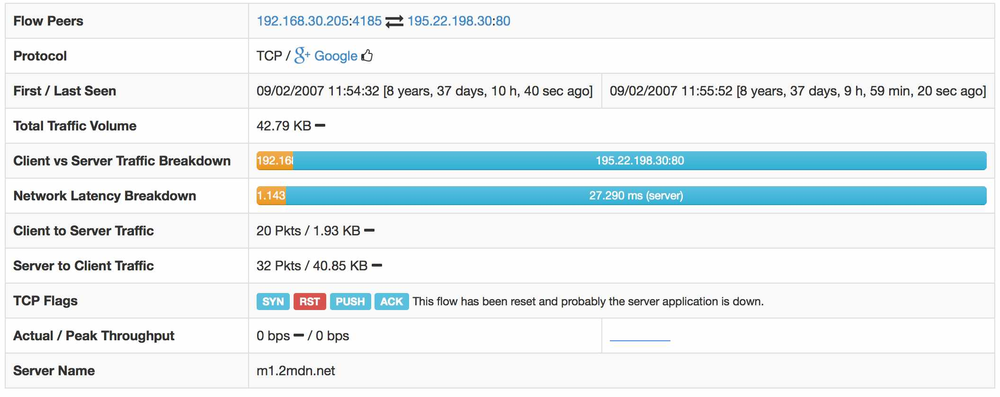 Flow Peers 192.168.30.205:4185 195.22.198.30:80
Protocol TCP / g+ Google
First / Last Seen 09/02/2007 11:54:32 [8 years, 37 days, 10 h, 40 sec ago] 09/02/2007 11:55:52 [8 years, 37 days, 9 h, 59 min, 20 sec ago]
Total Traffic Volume 42.79 KB
Client vs Server Traffic Breakdown 192.168 195.22.198.30:80
Network Latency Breakdown 1.143 27.290 ms (server)
Client to Server Traffic 20 Pkts / 1.93 KB
Server to Client Traffic 32 Pkts / 40.85 KB
TCP Flags SYN RST PUSH ACK This flow has been reset and probably the server application is down.
Actual / Peak Throughput 0 bps / 0 bps
Server Name m1.2mdn.net